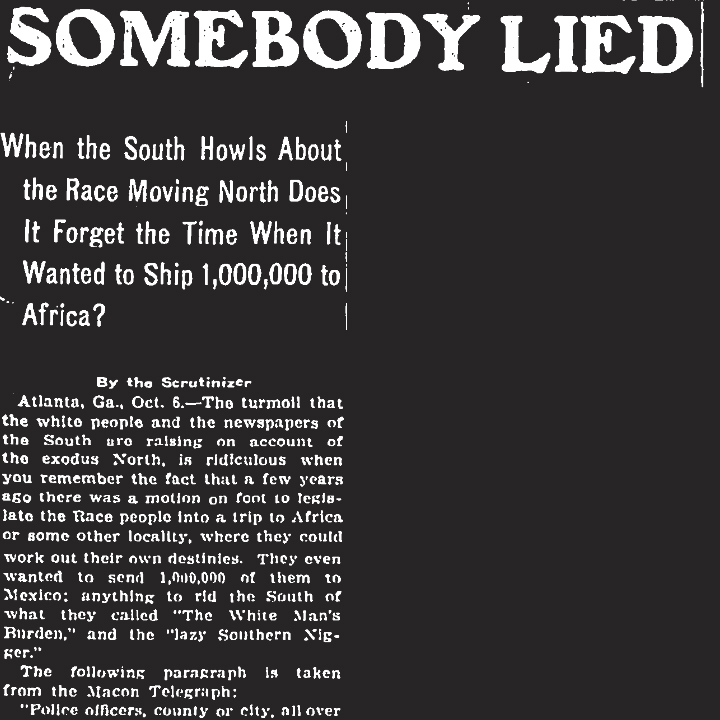 SOMEBODY LIED
When the South Howls About
the Race Moving North Does
It Forget the Time When It
Wanted to Ship 1,000,000 to
Africa?
By the Scrutinizer
Atlanta, Ga., Oct. 6.—The turmoil that
the white people and the newspapers of
the South are raising on account of
the exodus North, is ridiculous when
you remember the fact that a few years
ago there was a motion on foot to legis-
late the Race people into a trip to Africa
or some other locality, where they could
work out their own destinies. They even
wanted to send 1,000,000 of them to
Mexico; anything to rid the South of
what they called "The White Man's
Burden," and the "lazy Southern Nig-
ger."
The following paragraph is taken
from the Macon Telegraph:
"Police officers, county or city, all over